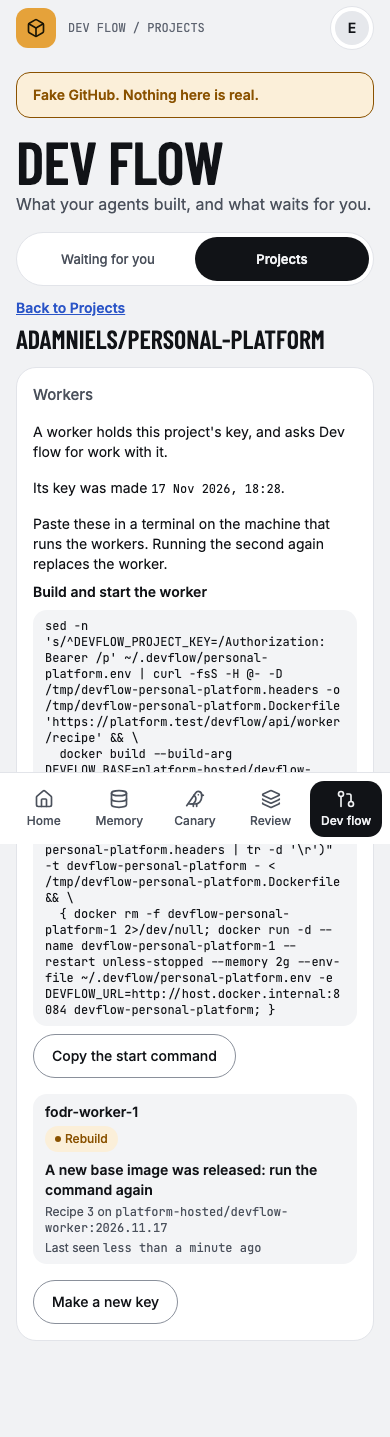 DEV FLOW / PROJECTS
E
Fake GitHub. Nothing here is real.
DEV FLOW
What your agents built, and what waits for you.
Waiting for you
Projects
Back to Projects
ADAMNIELS/PERSONAL-PLATFORM
Workers
A worker holds this project's key, and asks Dev
flow for work with it.
Its key was made 17 Nov 2026, 18:28.
Paste these in a terminal on the machine that
runs the workers. Running the second again
replaces the worker.
Build and start the worker
sed -n
's/^DEVFLOW_PROJECT_KEY=/Authorization:
Bearer /p' ~/.devflow/personal-
platform.env | curl -fsS -H @- -D
/tmp/devflow-personal-platform.headers -o
/tmp/devflow-personal-platform.Dockerfile
'https://platform.test/devflow/api/worker
/recipe' && \
  docker build --build-arg
DEVFLOW_BASE=platform-hosted/devflow-
Home
Memory
Canary
Review
Dev flow
personal-platform.headers | tr -d '\r')"
-t devflow-personal-platform - <
/tmp/devflow-personal-platform.Dockerfile
&& \
  { docker rm -f devflow-personal-
platform-1 2>/dev/null; docker run -d --
name devflow-personal-platform-1 --
restart unless-stopped --memory 2g --env-
file ~/.devflow/personal-platform.env -e
DEVFLOW_URL=http://host.docker.internal:8
084 devflow-personal-platform; }
Copy the start command
fodr-worker-1
Rebuild
A new base image was released: run the
command again
Recipe 3 on platform-hosted/devflow-
worker:2026.11.17
Last seen less than a minute ago
Make a new key